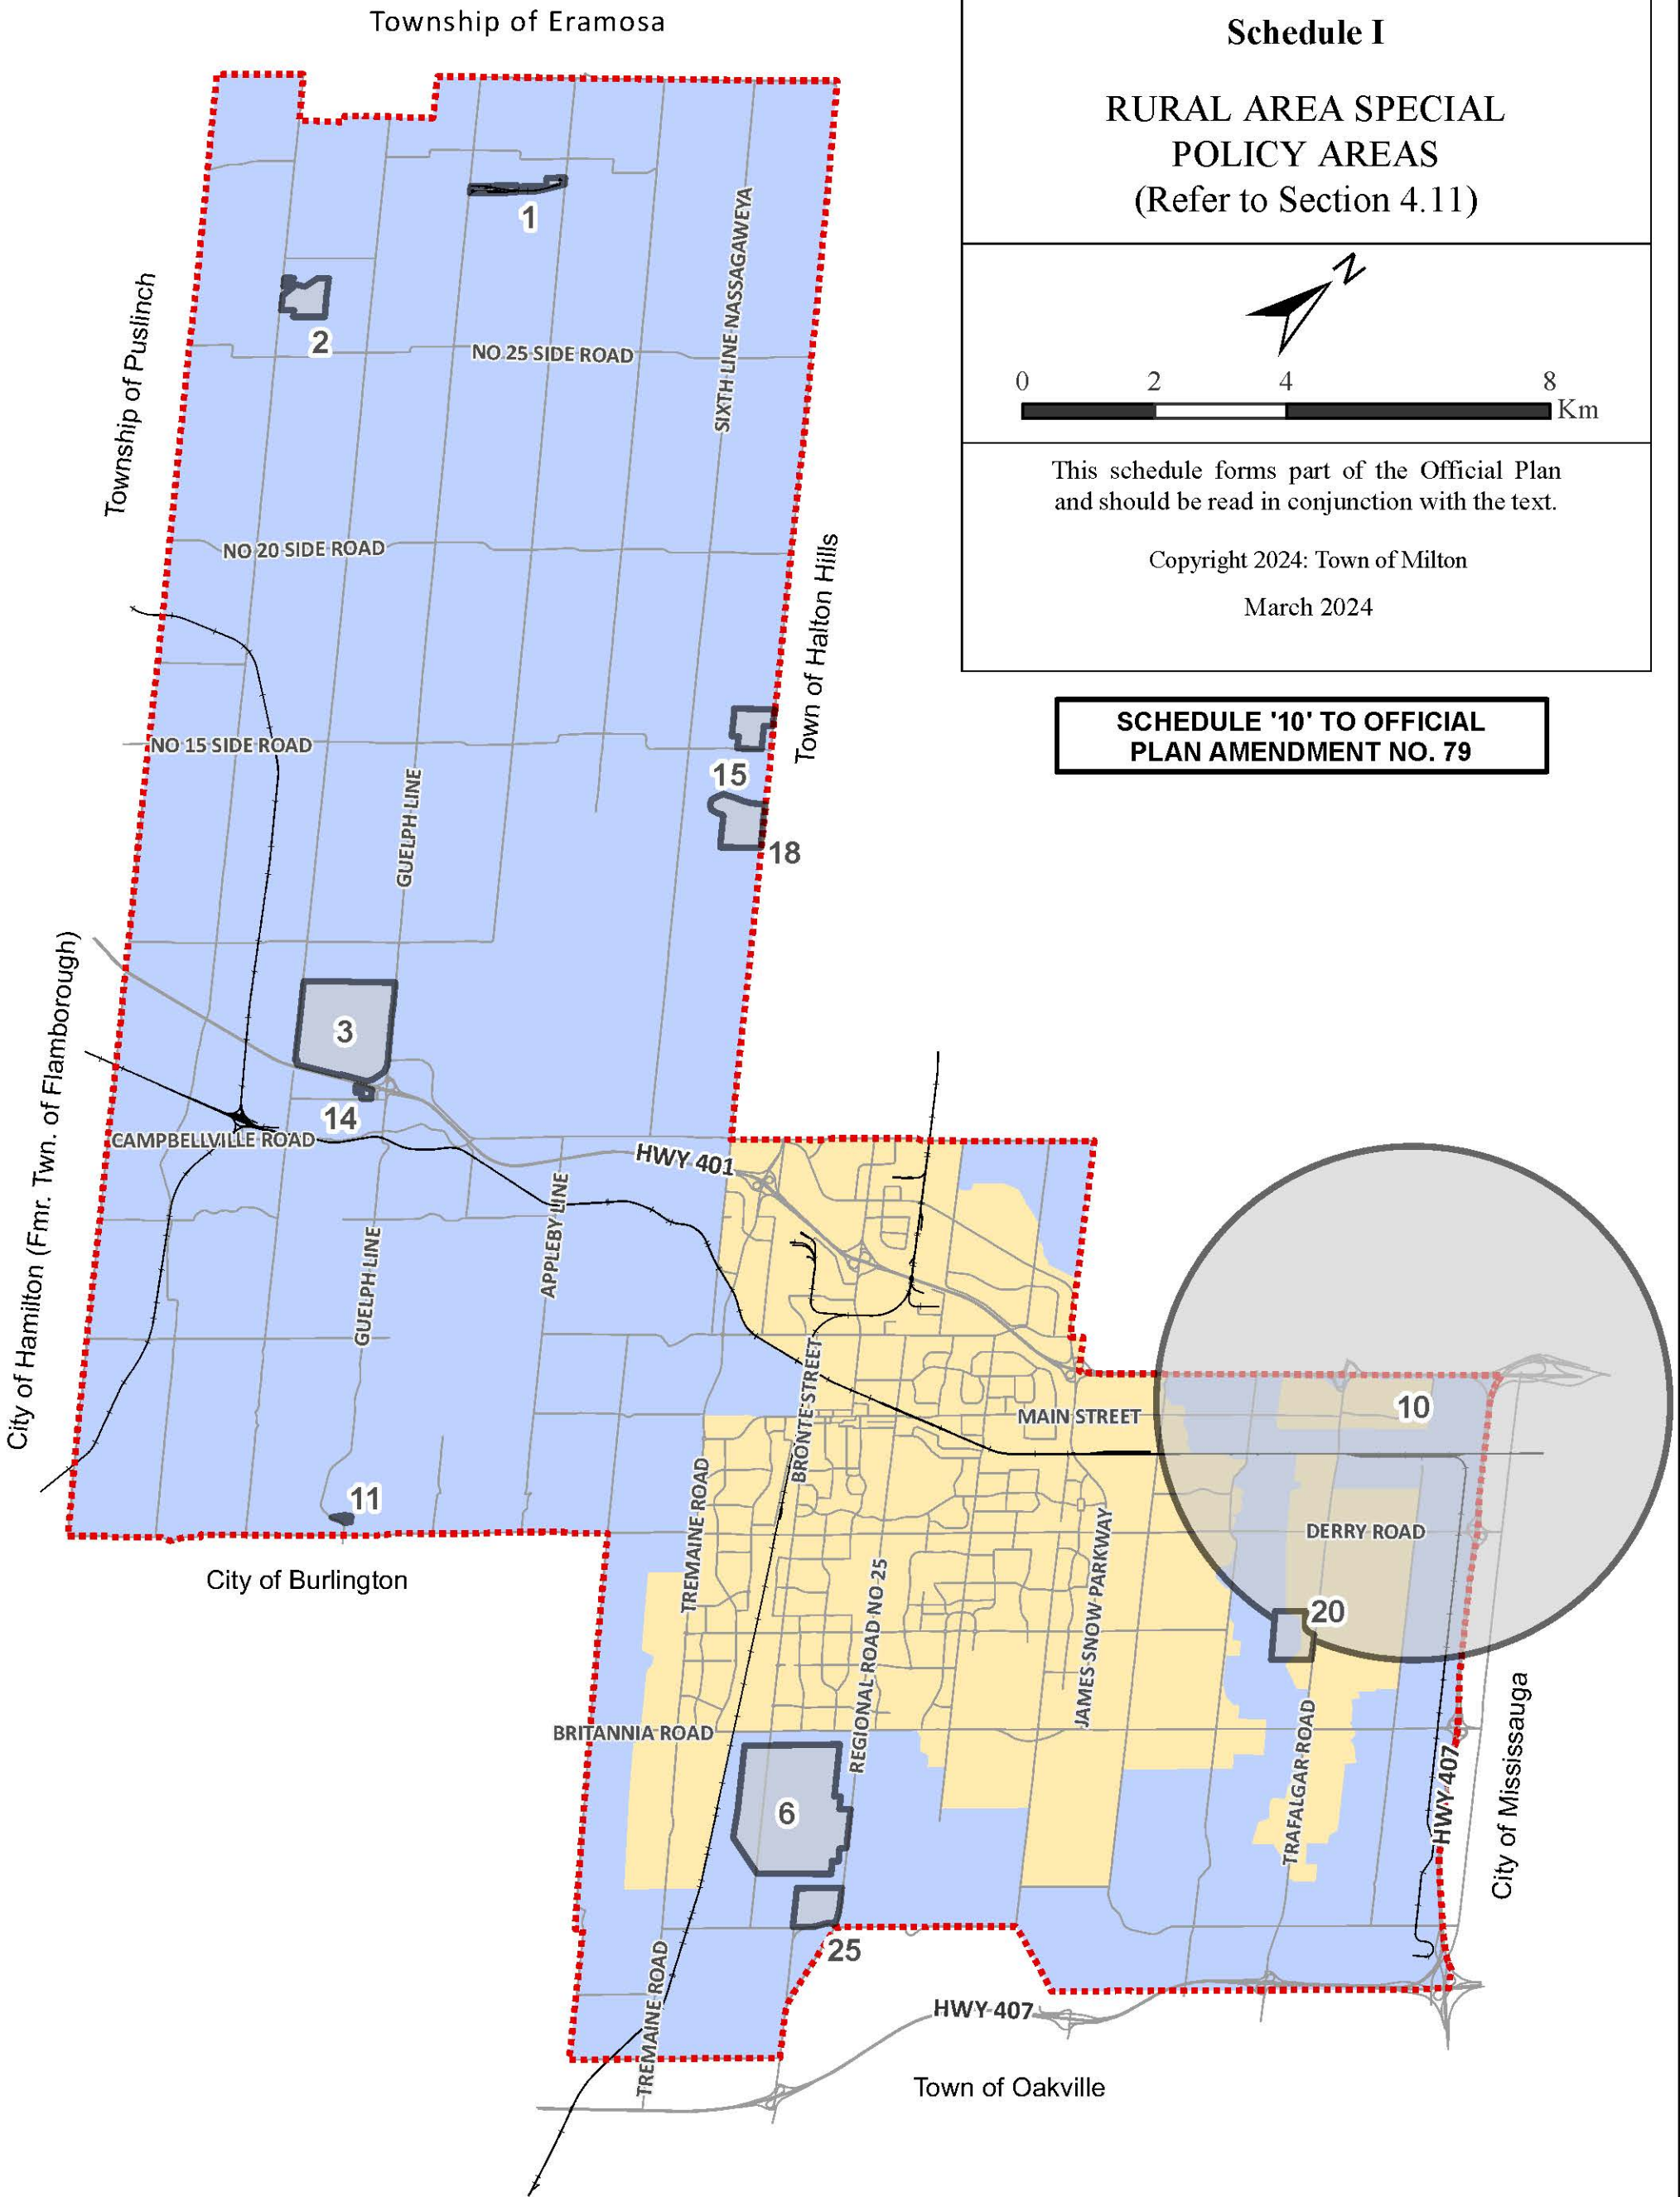 Township of Eramosa
Schedule I
RURAL AREA SPECIAL
POLICY AREAS
(Refer to Section 4.11)
N
0 2 4 8
Km
This schedule forms part of the Official Plan
and should be read in conjunction with the text.
Copyright 2024: Town of Milton
March 2024
SCHEDULE '10' TO OFFICIAL
PLAN AMENDMENT NO. 79
1
SIXTH LINE NASSAGAWEYA
Township of Puslinch
2
NO 25 SIDE ROAD
NO 20 SIDE ROAD
Town of Halton Hills
NO 15 SIDE ROAD
15
GUELPH LINE
18
City of Hamilton (Fmr. Twn. of Flamborough)
3
14
CAMPBELLVILLE ROAD
HWY 401
APPLEBY LINE
GUELPH LINE
BRONTE STREET
MAIN STREET
10
11
TREMAINE ROAD
DERRY ROAD
JAMES SNOW PARKWAY
City of Burlington
REGIONAL ROAD NO 25
20
BRITANNIA ROAD
TRAFALGAR ROAD
HWY 407
City of Mississauga
6
25
TREMAINE ROAD
HWY 407
Town of Oakville